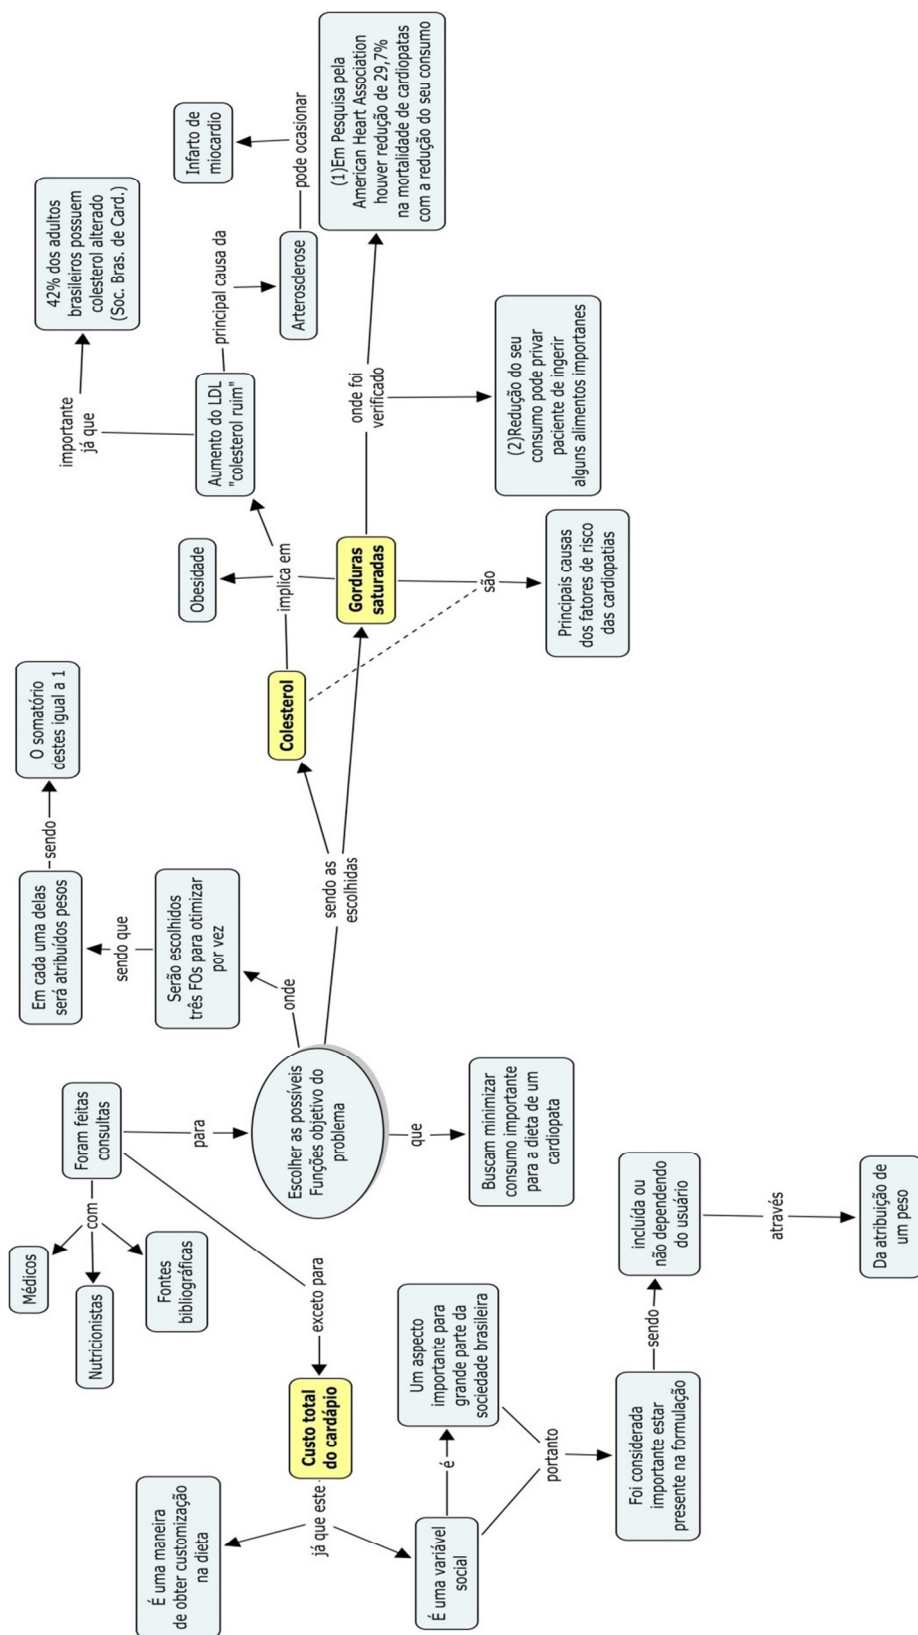 Médicos
Nutricionistas
Fontes
bibliográficas
com
Foram feitas
consultas
para
exceto para
Escolher as possíveis
Funções objetivo do
problema
que
Buscam minimizar
consumo importante
para a dieta de um
cardiopata
onde
Serão escolhidos
três FOs para otimizar
por vez
sendo que
Em cada uma delas
será atribuídos pesos
sendo
O somatório
destes igual a 1
sendo as
escolhidas
Colesterol
Gorduras
saturadas
implica em
Obesidade
Aumento do LDL
"colesterol ruim"
importante
já que
42% dos adultos
brasileiros possuem
colesterol alterado
(Soc. Bras. de Card.)
principal causa da
Arterosderose
pode ocasionar
Infarto de
miocardio
são
Principais causas
dos fatores de risco
das cardiopatias
onde foi
verificado
(1)Em Pesquisa pela
American Heart Association
houver redução de 29,7%
na mortalidade de cardiopatas
com a redução do seu consumo
(2)Redução do seu
consumo pode privar
paciente de ingerir
alguns alimentos importanes
Custo total
do cardápio
já que este
É uma maneira
de obter customização
na dieta
É uma variável
social
é
Um aspecto
importante para
grande parte da
sociedade brasileira
portanto
Foi considerada
importante estar
presente na formulação
sendo
incluída ou
não dependendo
do usuário
através
Da atribuição de
um peso